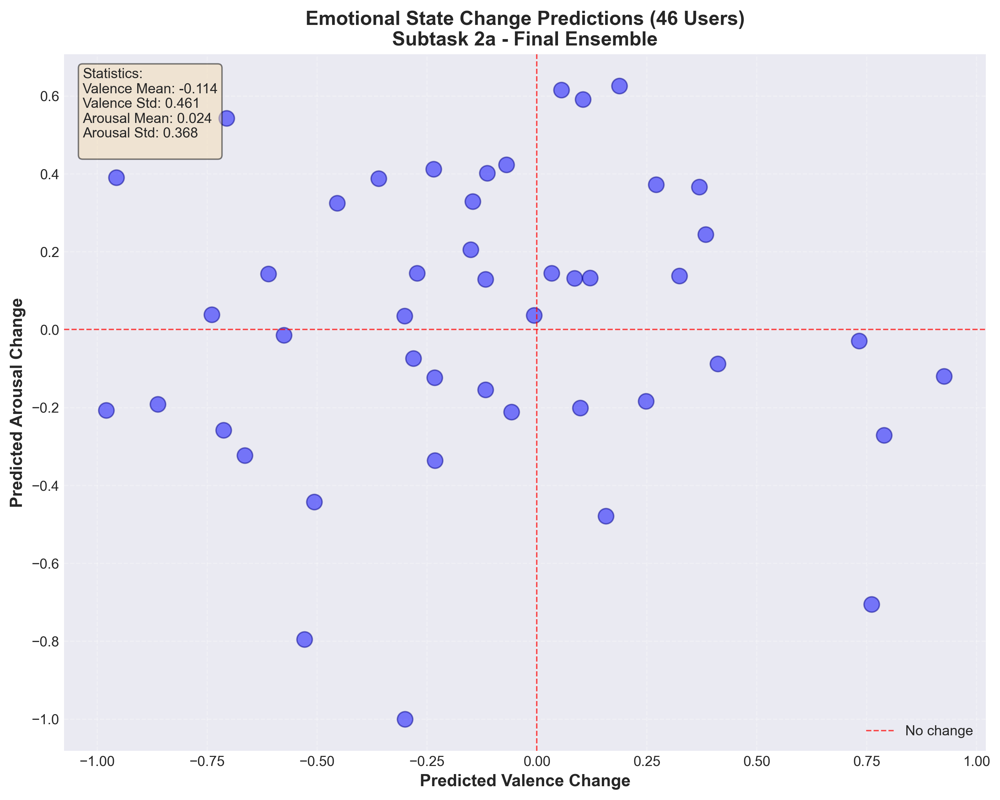 Emotional State Change Predictions (46 Users)
Subtask 2a - Final Ensemble
Statistics:
Valence Mean: -0.114
Valence Std: 0.461
Arousal Mean: 0.024
Arousal Std: 0.368
Predicted Arousal Change
0.6
0.4
0.2
0.0
−0.2
−0.4
−0.6
−0.8
−1.0
No change
−1.00 −0.75 −0.50 −0.25 0.00 0.25 0.50 0.75 1.00
Predicted Valence Change